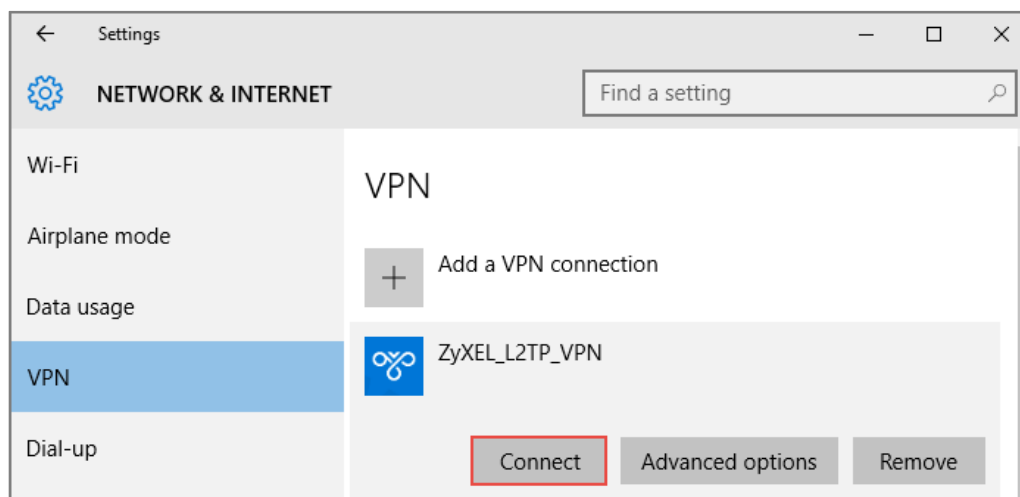 Settings
NETWORK & INTERNET
Find a setting
Wi-Fi
Airplane mode
Data usage
VPN
Dial-up
VPN
Add a VPN connection
ZyXEL_L2TP_VPN
Connect
Advanced options
Remove